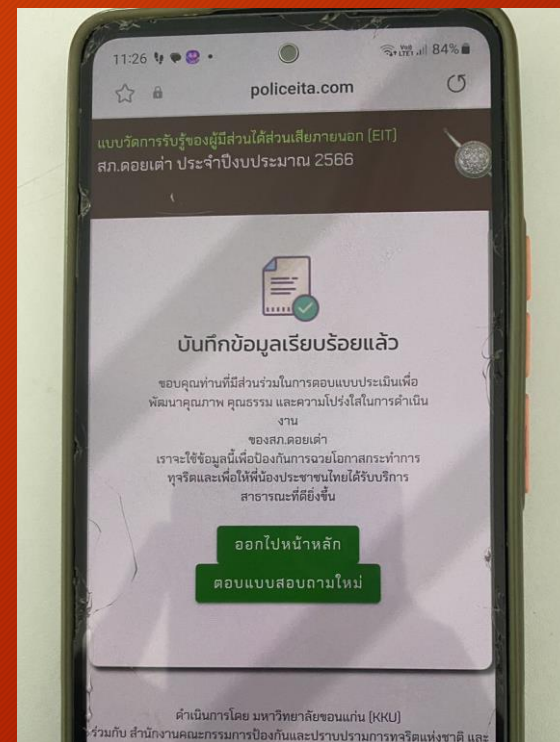 11:26
84%
policeita.com
แบบวัดการรับรู้ของผู้มีส่วนได้ส่วนเสียภายนอก (EIT)
สภ.ดอยเต่า ประจำปีงบประมาณ 2566
บันทึกข้อมูลเรียบร้อยแล้ว
ขอบคุณท่านที่มีส่วนร่วมในการตอบแบบประเมินเพื่อ
พัฒนาคุณภาพ คุณธรรม และความโปร่งใสในการดำเนิน
งาน
ของสภ.ดอยเต่า
เราจะใช้ข้อมูลนี้เพื่อป้องกันการฉวยโอกาสกระทำการ
ทุจริตและเพื่อให้พี่น้องประชาชนไทยได้รับบริการ
สาธารณะที่ดียิ่งขึ้น
ออกไปหน้าหลัก
ตอบแบบสอบถามใหม่
ดำเนินการโดย มหาวิทยาลัยขอนแก่น (KKU)
ร่วมกับ สำนักงานคณะกรรมการป้องกันและปราบปรามการทุจริตแห่งชาติ และ